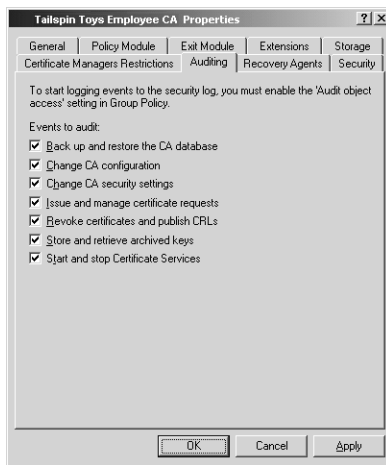 Tailspin Toys Employee CA Properties
General Policy Module Exit Module Extensions Storage
Certificate Managers Restrictions Auditing Recovery Agents Security
To start logging events to the security log, you must enable the 'Audit object
access' setting in Group Policy.
Events to audit:
Back up and restore the CA database
Change CA configuration
Change CA security settings
Issue and manage certificate requests
Revoke certificates and publish CRLs
Store and retrieve archived keys
Start and stop Certificate Services
OK Cancel Apply